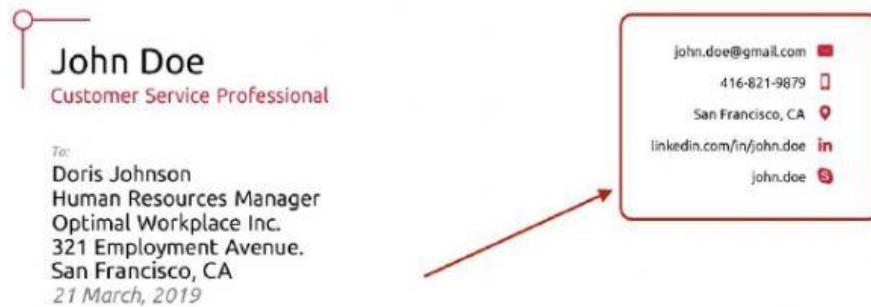 John Doe
Customer Service Professional
To:
Doris Johnson
Human Resources Manager
Optimal Workplace Inc.
321 Employment Avenue.
San Francisco, CA
21 March, 2019
john.doe@gmail.com
416-821-9879
San Francisco, CA
linkedin.com/in/john.doe in
john.doe